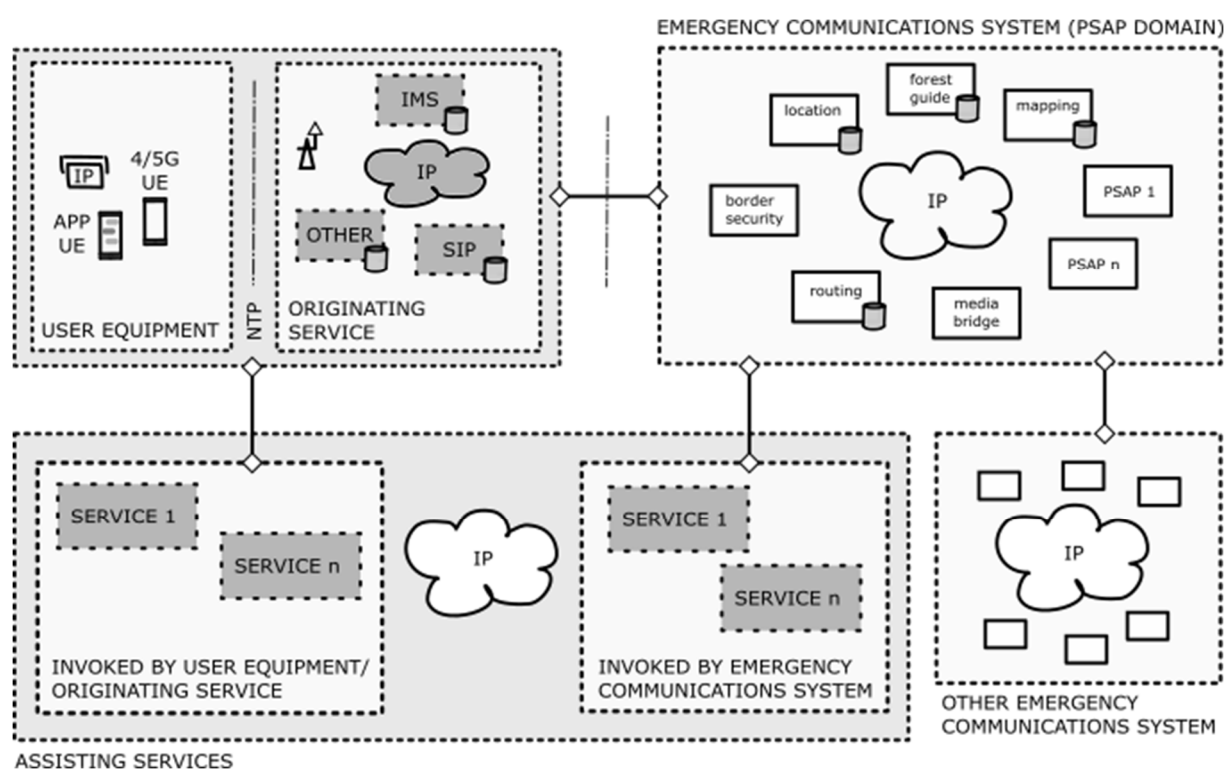 EMERGENCY COMMUNICATIONS SYSTEM (PSAP DOMAIN)
IMS
IP
4/5G
UE
IP
APP
UE
OTHER
SIP
USER EQUIPMENT
NTP
ORIGINATING
SERVICE
location
forest
guide
mapping
border
security
IP
PSAP 1
PSAP n
routing
media
bridge
SERVICE 1
SERVICE n
INVOKED BY USER EQUIPMENT/
ORIGINATING SERVICE
IP
SERVICE 1
SERVICE n
INVOKED BY EMERGENCY
COMMUNICATIONS SYSTEM
IP
OTHER EMERGENCY
COMMUNICATIONS SYSTEM
ASSISTING SERVICES